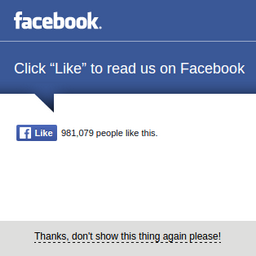 facebook.
Click “Like” to read us on Facebook
Like 981,079 people like this.
Thanks, don't show this thing again please!